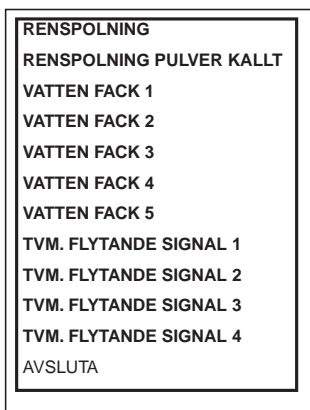 RENSPOLNING
RENSPOLNING PULVER KALLT
VATTEN FACK 1
VATTEN FACK 2
VATTEN FACK 3
VATTEN FACK 4
VATTEN FACK 5
TVM. FLYTANDE SIGNAL 1
TVM. FLYTANDE SIGNAL 2
TVM. FLYTANDE SIGNAL 3
TVM. FLYTANDE SIGNAL 4
AVSLUTA